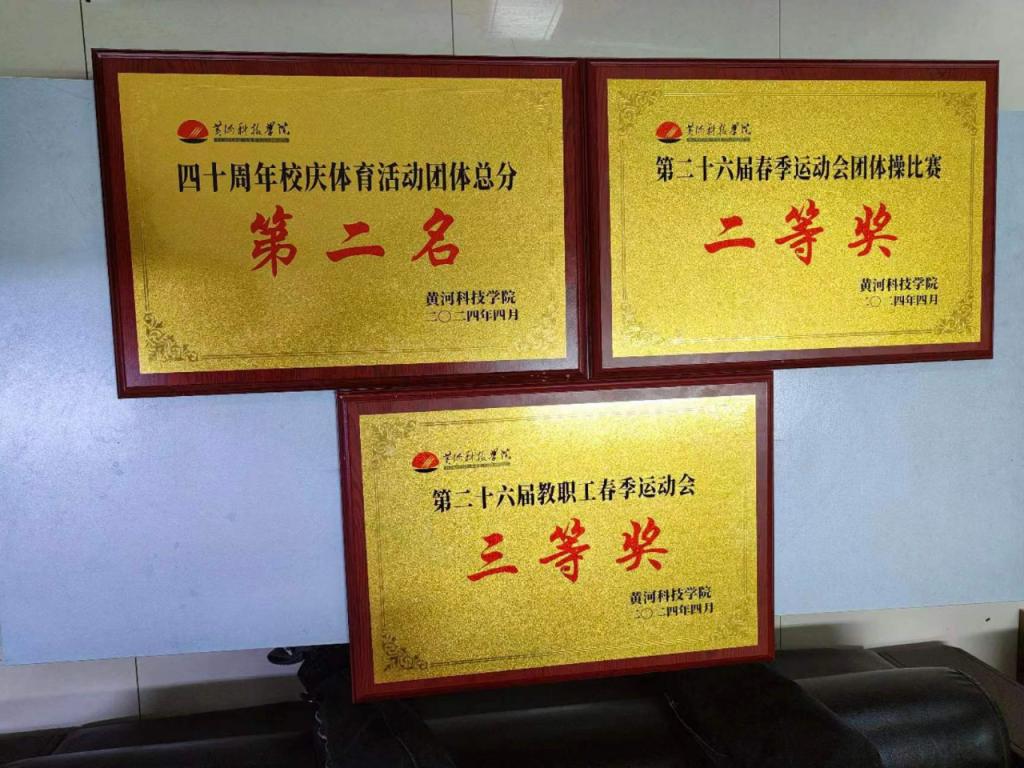 黄河科技学院
四十周年校庆体育活动团体总分
第二名
黄河科技学院
二〇二四年四月
黄河科技学院
第二十六届春季运动会团体操比赛
二等奖
黄河科技学院
二〇二四年四月
黄河科技学院
第二十六届教职工春季运动会
三等奖
黄河科技学院
二〇二四年四月